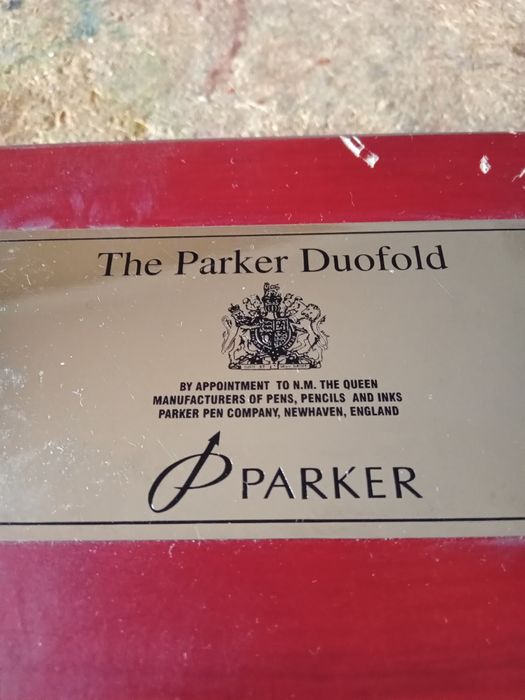 The Parker Duofold
BY APPOINTMENT TO N.M. THE QUEEN
MANUFACTURERS OF PENS, PENCILS AND INKS
PARKER PEN COMPANY, NEWHAVEN, ENGLAND
PARKER